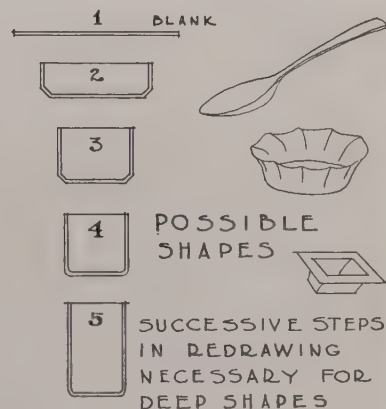 1 BLANK
2
3
4
POSSIBLE
SHAPES
5
SUCCESSIVE STEPS
IN REDRAWING
NECESSARY FOR
DEEP SHAPES